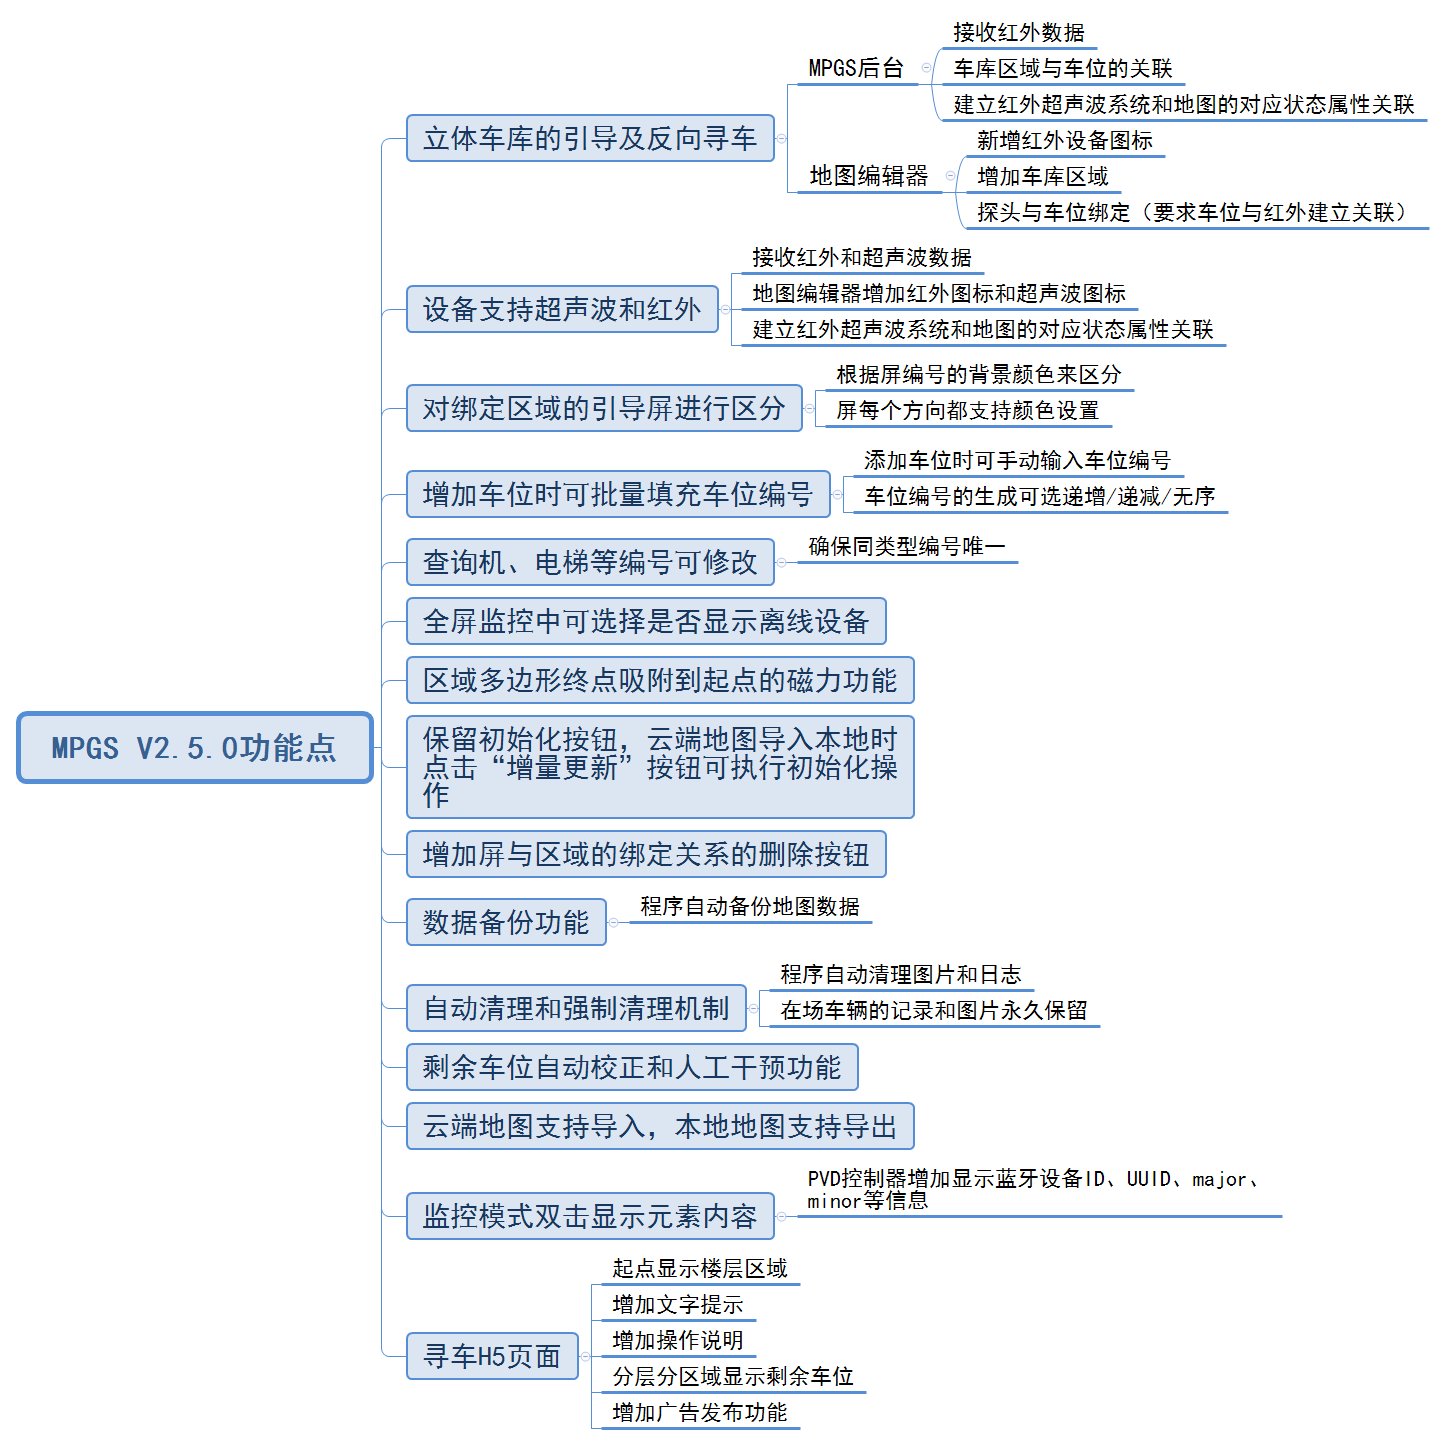 MPGS V2.5.0功能点
立体车库的引导及反向寻车
MPGS后台
接收红外数据
车库区域与车位的关联
建立红外超声波系统和地图的对应状态属性关联
地图编辑器
新增红外设备图标
增加车库区域
探头与车位绑定（要求车位与红外建立关联）
设备支持超声波和红外
接收红外和超声波数据
地图编辑器增加红外图标和超声波图标
建立红外超声波系统和地图的对应状态属性关联
对绑定区域的引导屏进行区分
根据屏编号的背景颜色来区分
屏每个方向都支持颜色设置
增加车位时可批量填充车位编号
添加车位时可手动输入车位编号
车位编号的生成可选递增/递减/无序
查询机、电梯等编号可修改
确保同类型编号唯一
全屏监控中可选择是否显示离线设备
区域多边形终点吸附到起点的磁力功能
保留初始化按钮，云端地图导入本地时
点击“增量更新”按钮可执行初始化操
作
增加屏与区域的绑定关系的删除按钮
数据备份功能
程序自动备份地图数据
自动清理和强制清理机制
程序自动清理图片和日志
在场车辆的记录和图片永久保留
剩余车位自动校正和人工干预功能
云端地图支持导入，本地地图支持导出
监控模式双击显示元素内容
PVD控制器增加显示蓝牙设备ID、UUID、major、
minor等信息
寻车H5页面
起点显示楼层区域
增加文字提示
增加操作说明
分层分区域显示剩余车位
增加广告发布功能